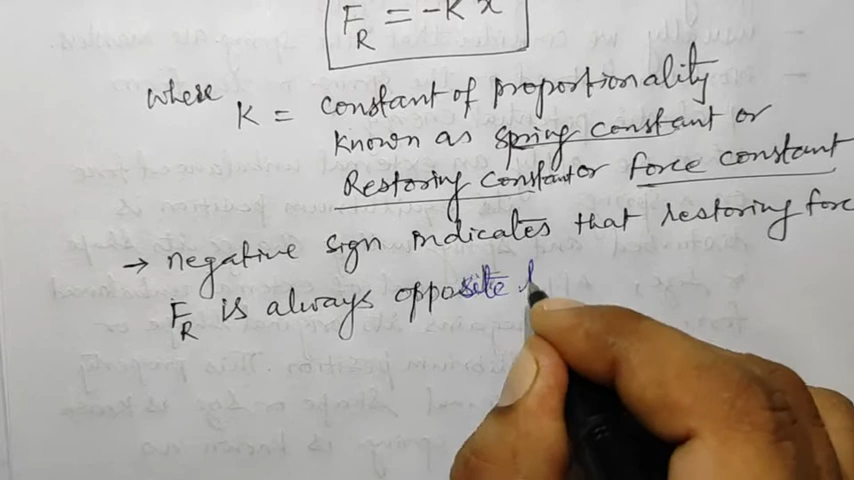 F_R = -K x
where K = constant of proportionality
known as spring constant or
Restoring constant or force constant
→ negative sign indicates that restoring force
F_R is always opposite